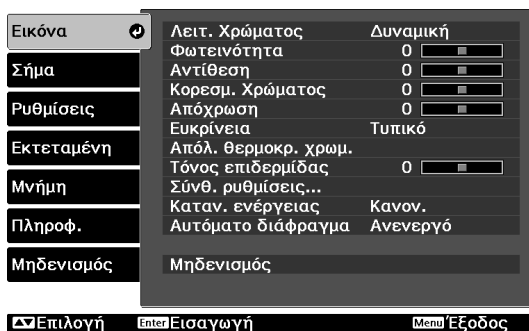 Εικόνα
Σήμα
Ρυθμίσεις
Εκτεταμένη
Μνήμη
Πληροφ.
Μηδενισμός
Λειτ. Χρώματος Δυναμική
Φωτεινότητα 0
Αντίθεση 0
Κορεσμ. Χρώματος 0
Απόχρωση 0
Ευκρίνεια Τυπικό
Απόλ. θερμοκρ. χρωμ.
Τόνος επιδερμίδας 0
Σύνθ. ρυθμίσεις...
Καταν. ενέργειας Κανον.
Αυτόματο διάφραγμα Ανενεργό
Μηδενισμός
Επιλογή Enter Εισαγωγή Menu Έξοδος